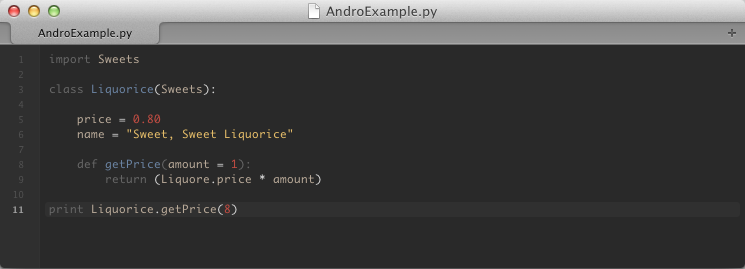 AndroExample.py
AndroExample.py
1 import Sweets
2
3 class Liquorice(Sweets):
4
5 price = 0.80
6 name = "Sweet, Sweet Liquorice"
7
8 def getPrice(amount = 1):
9 return (Liquore.price * amount)
10
11 print Liquorice.getPrice(8)